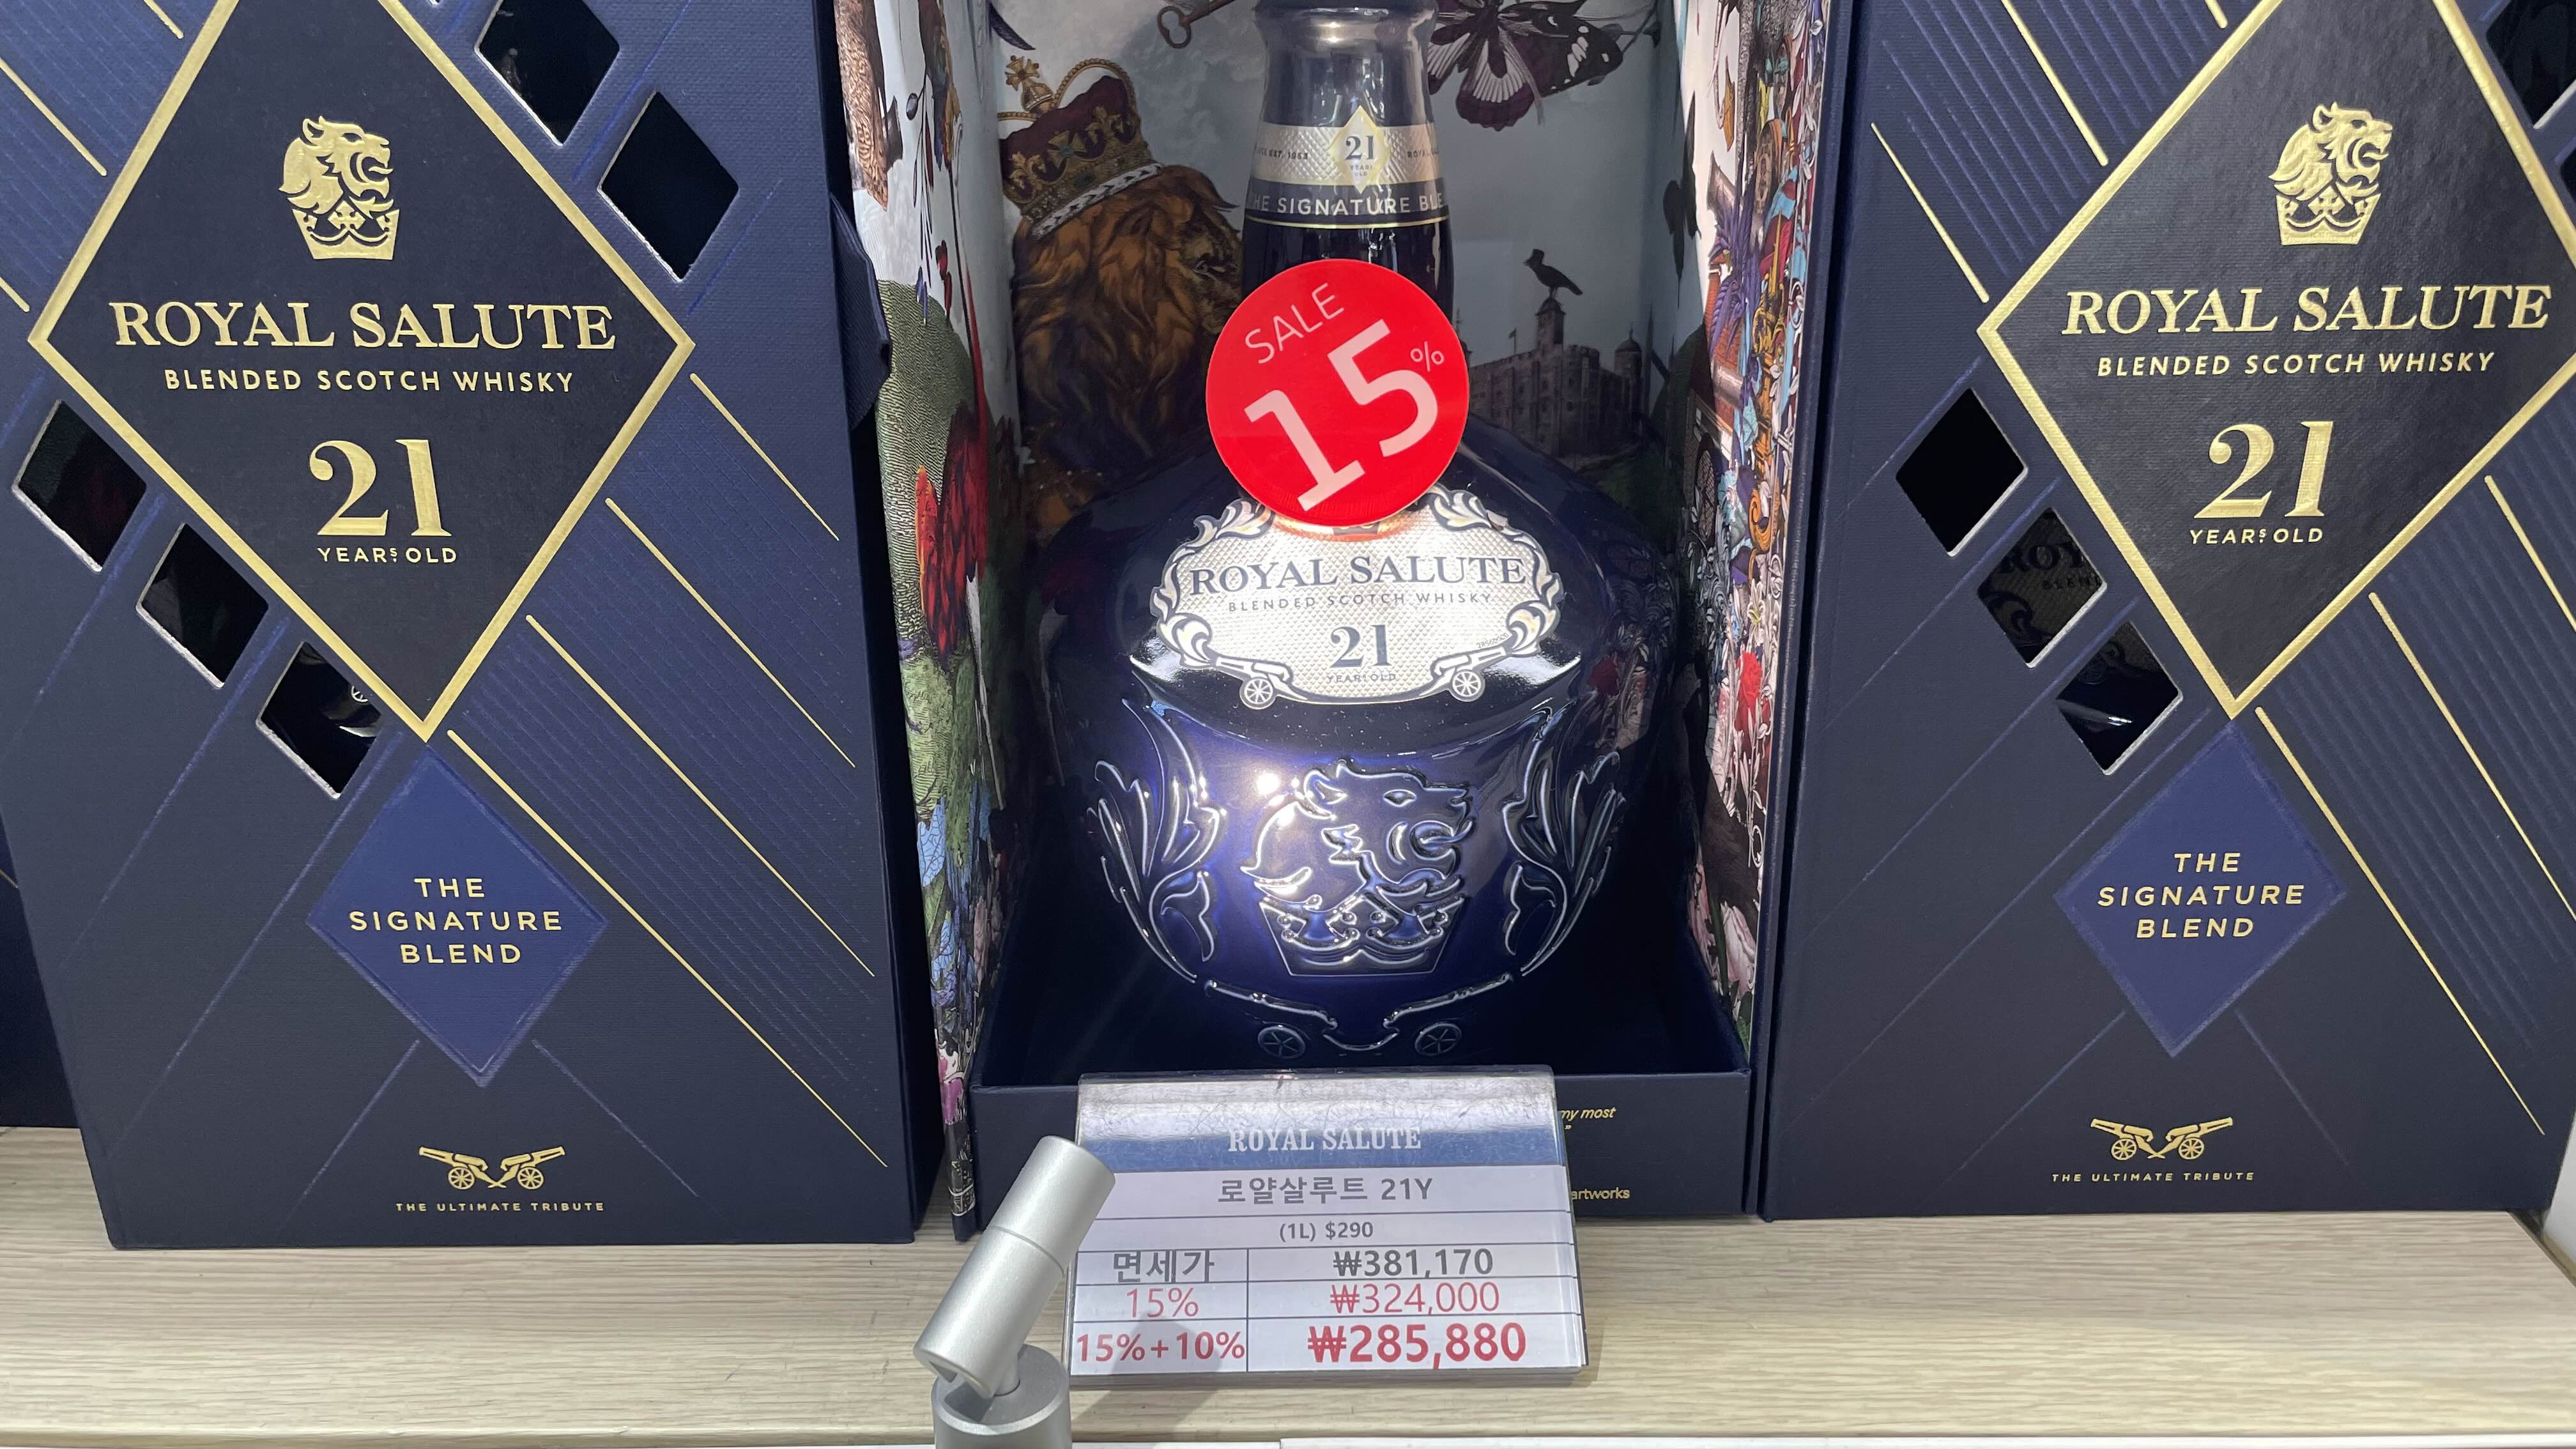 ROYAL SALUTE
BLENDED SCOTCH WHISKY
21
YEARS OLD
THE
SIGNATURE
BLEND
THE ULTIMATE TRIBUTE
21
SIGNATURE
SALE
15%
ROYAL SALUTE
BLENDED SCOTCH WHISKY
21
YEARS OLD
my most
artworks
ROYAL SALUTE
로얄살루트 21Y
(1L) $290
면세가 ₩381,170
15% ₩324,000
15%+10% ₩285,880
ROYAL SALUTE
BLENDED SCOTCH WHISKY
21
YEARS OLD
THE
SIGNATURE
BLEND
THE ULTIMATE TRIBUTE